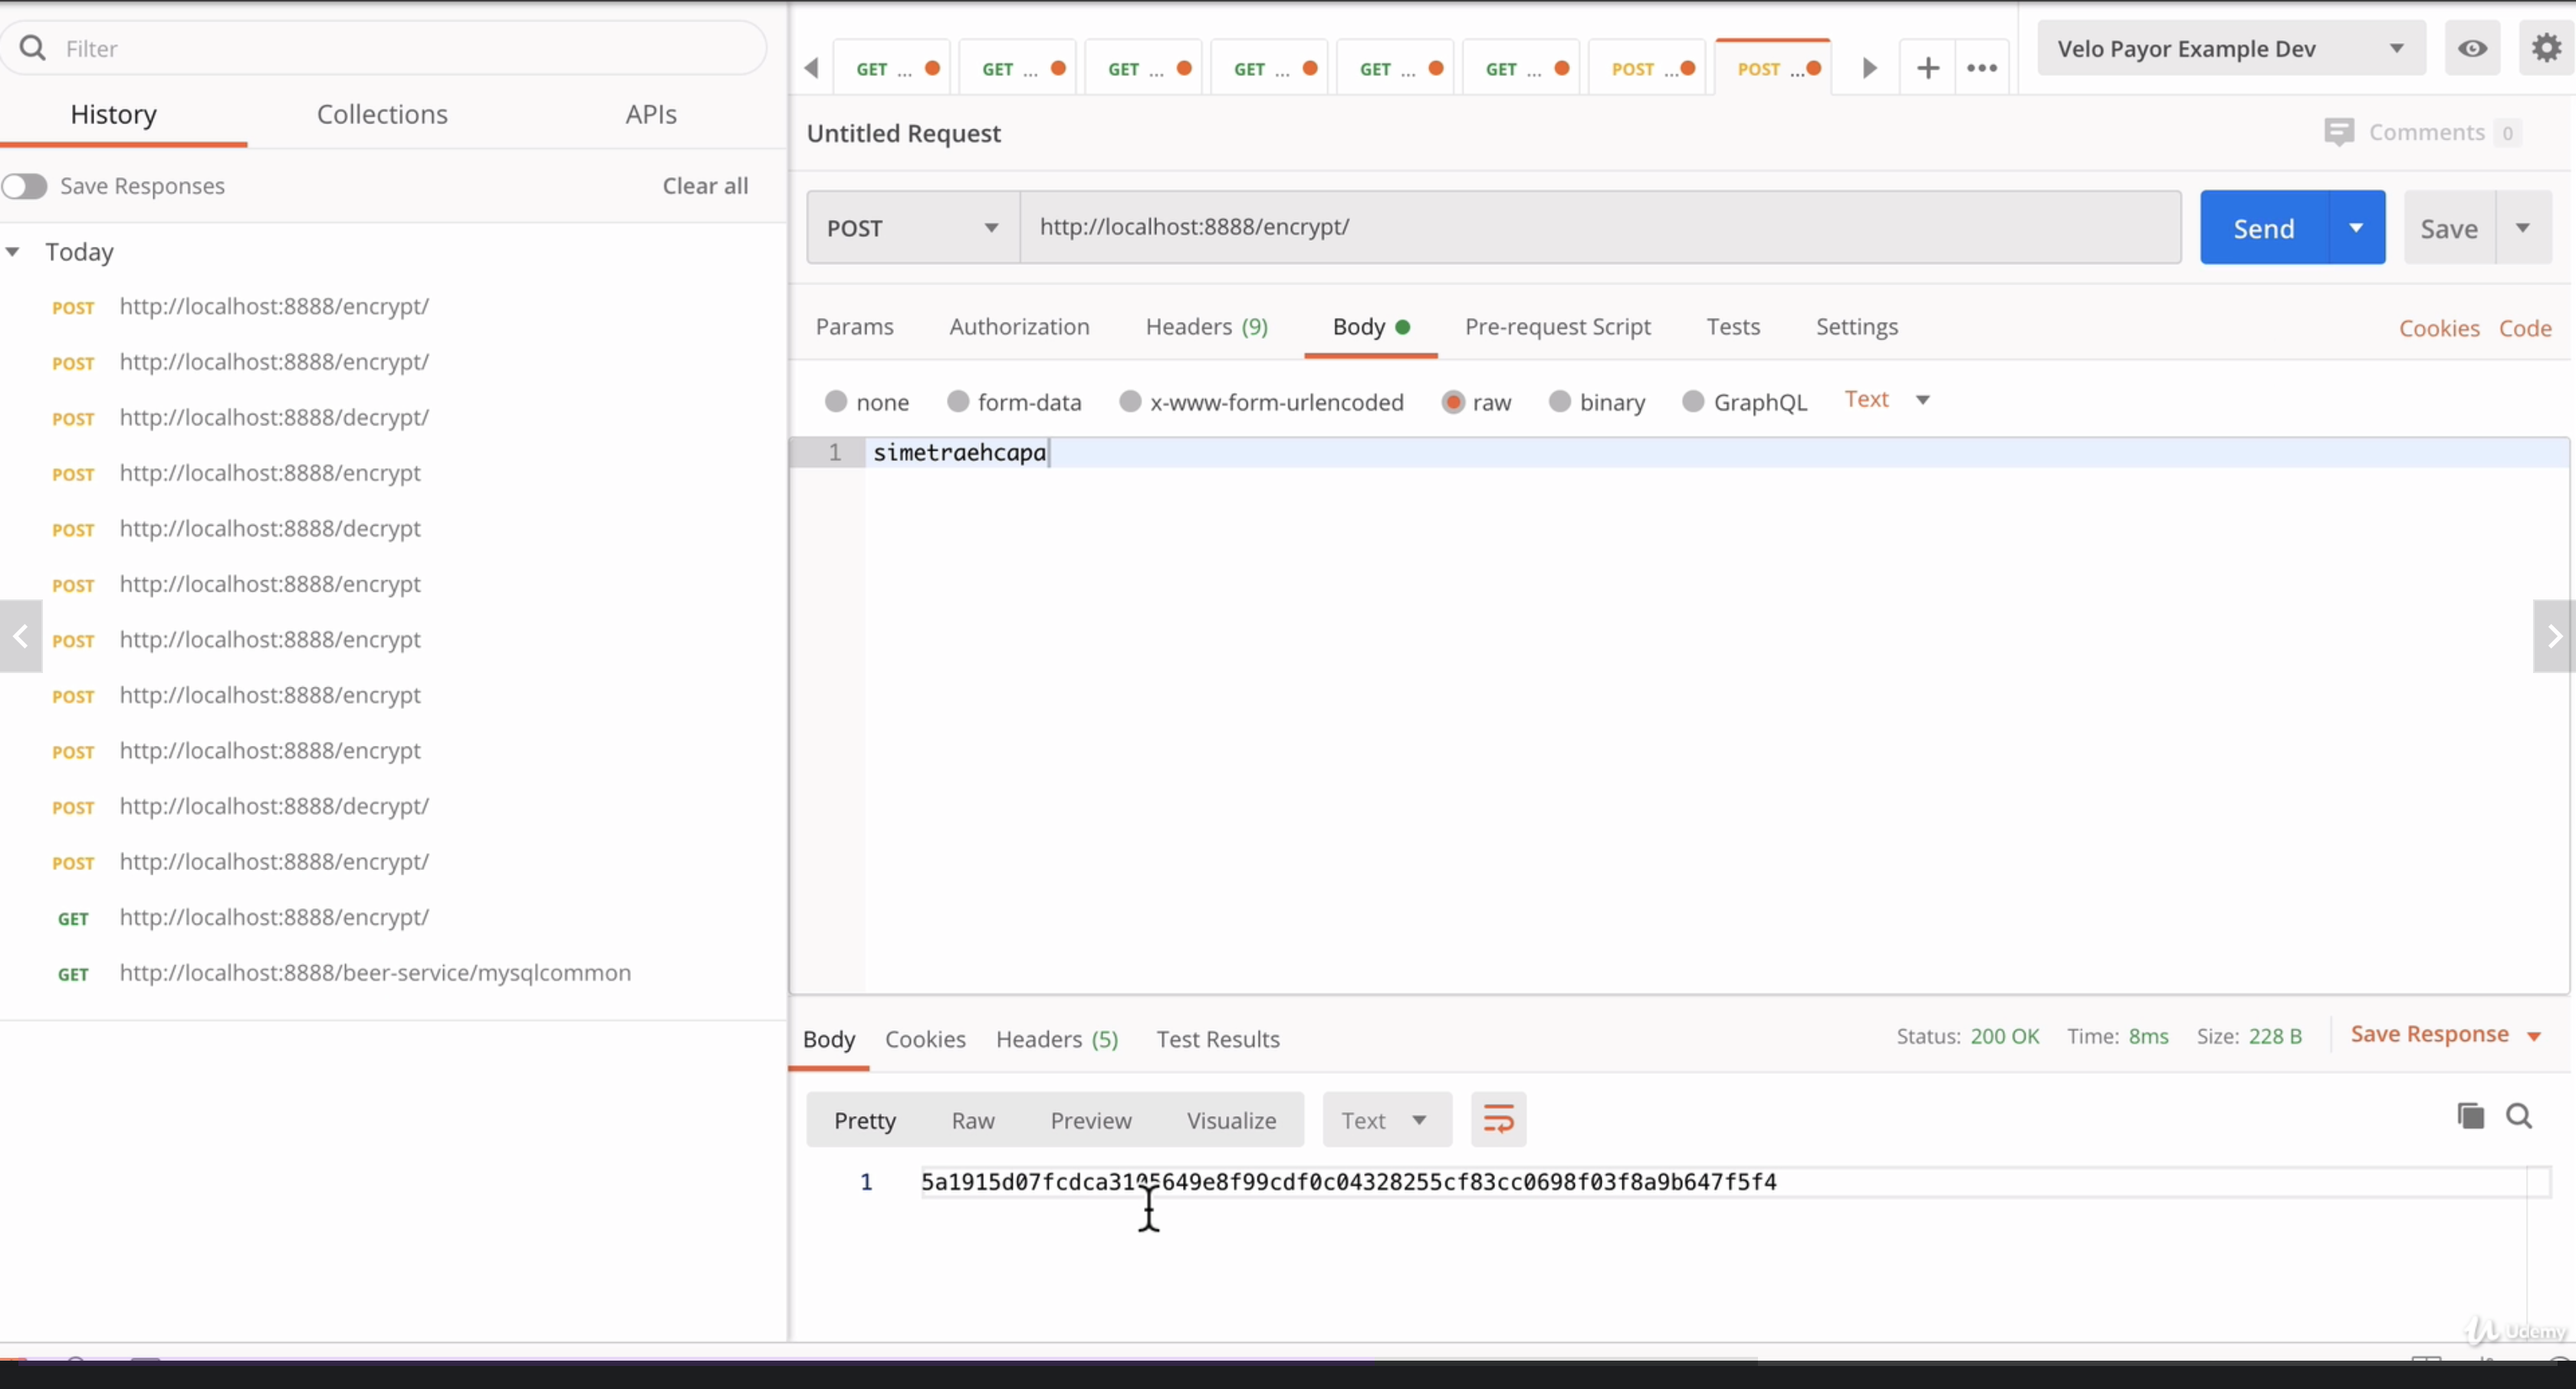 Filter
History Collections APIs
Save Responses Clear all
Today
POST http://localhost:8888/encrypt/
POST http://localhost:8888/encrypt/
POST http://localhost:8888/decrypt/
POST http://localhost:8888/encrypt
POST http://localhost:8888/decrypt
POST http://localhost:8888/encrypt
POST http://localhost:8888/encrypt
POST http://localhost:8888/encrypt
POST http://localhost:8888/encrypt
POST http://localhost:8888/decrypt/
POST http://localhost:8888/encrypt/
GET http://localhost:8888/encrypt/
GET http://localhost:8888/beer-service/mysqlcommon
GET ... GET ... GET ... GET ... GET ... GET ... POST ... POST ...
Velo Payor Example Dev
Untitled Request Comments 0
POST http://localhost:8888/encrypt/ Send Save
Params Authorization Headers (9) Body Pre-request Script Tests Settings Cookies Code
none form-data x-www-form-urlencoded raw binary GraphQL Text
1 simetraehcapa
Body Cookies Headers (5) Test Results Status: 200 OK Time: 8ms Size: 228 B Save Response
Pretty Raw Preview Visualize Text
1
Udemy